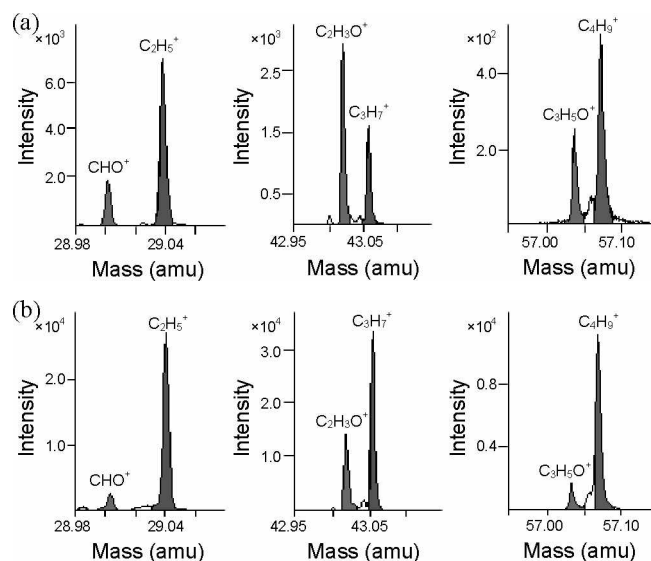 (a)
×10³
C₂H₅⁺
6.0
4.0
2.0
CHO⁺
Intensity
28.98
29.04
Mass (amu)
×10³
C₂H₃O⁺
C₃H₇⁺
2.5
1.5
0.5
Intensity
42.95
43.05
Mass (amu)
×10²
C₄H₉⁺
C₃H₅O⁺
4.0
2.0
Intensity
57.00
57.10
Mass (amu)
(b)
×10⁴
C₂H₅⁺
2.0
1.0
CHO⁺
Intensity
28.98
29.04
Mass (amu)
×10⁴
C₃H₇⁺
C₂H₃O⁺
3.0
2.0
1.0
Intensity
42.95
43.05
Mass (amu)
×10⁴
C₄H₉⁺
C₃H₅O⁺
0.8
0.4
Intensity
57.00
57.10
Mass (amu)